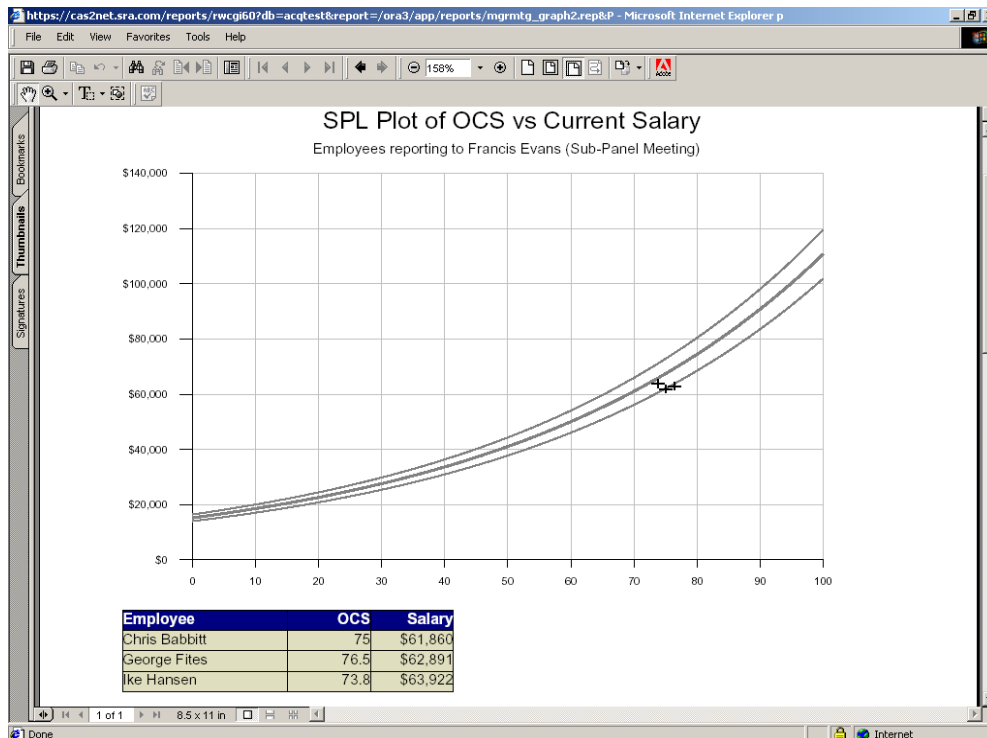 https://cas2net.sra.com/reports/rwcgi60?db=acqtest&report=/ora3/app/reports/mgrmtg_graph2.rep&P - Microsoft Internet Explorer p
File Edit View Favorites Tools Help
158%
Adobe
Bookmarks
Thumbnails
Signatures
SPL Plot of OCS vs Current Salary
Employees reporting to Francis Evans (Sub-Panel Meeting)
$140,000
$120,000
$100,000
$80,000
$60,000
$40,000
$20,000
$0
0 10 20 30 40 50 60 70 80 90 100
Employee OCS Salary
Chris Babbitt 75 $61,860
George Fites 76.5 $62,891
Ike Hansen 73.8 $63,922
1 of 1 8.5 x 11 in
Done Internet